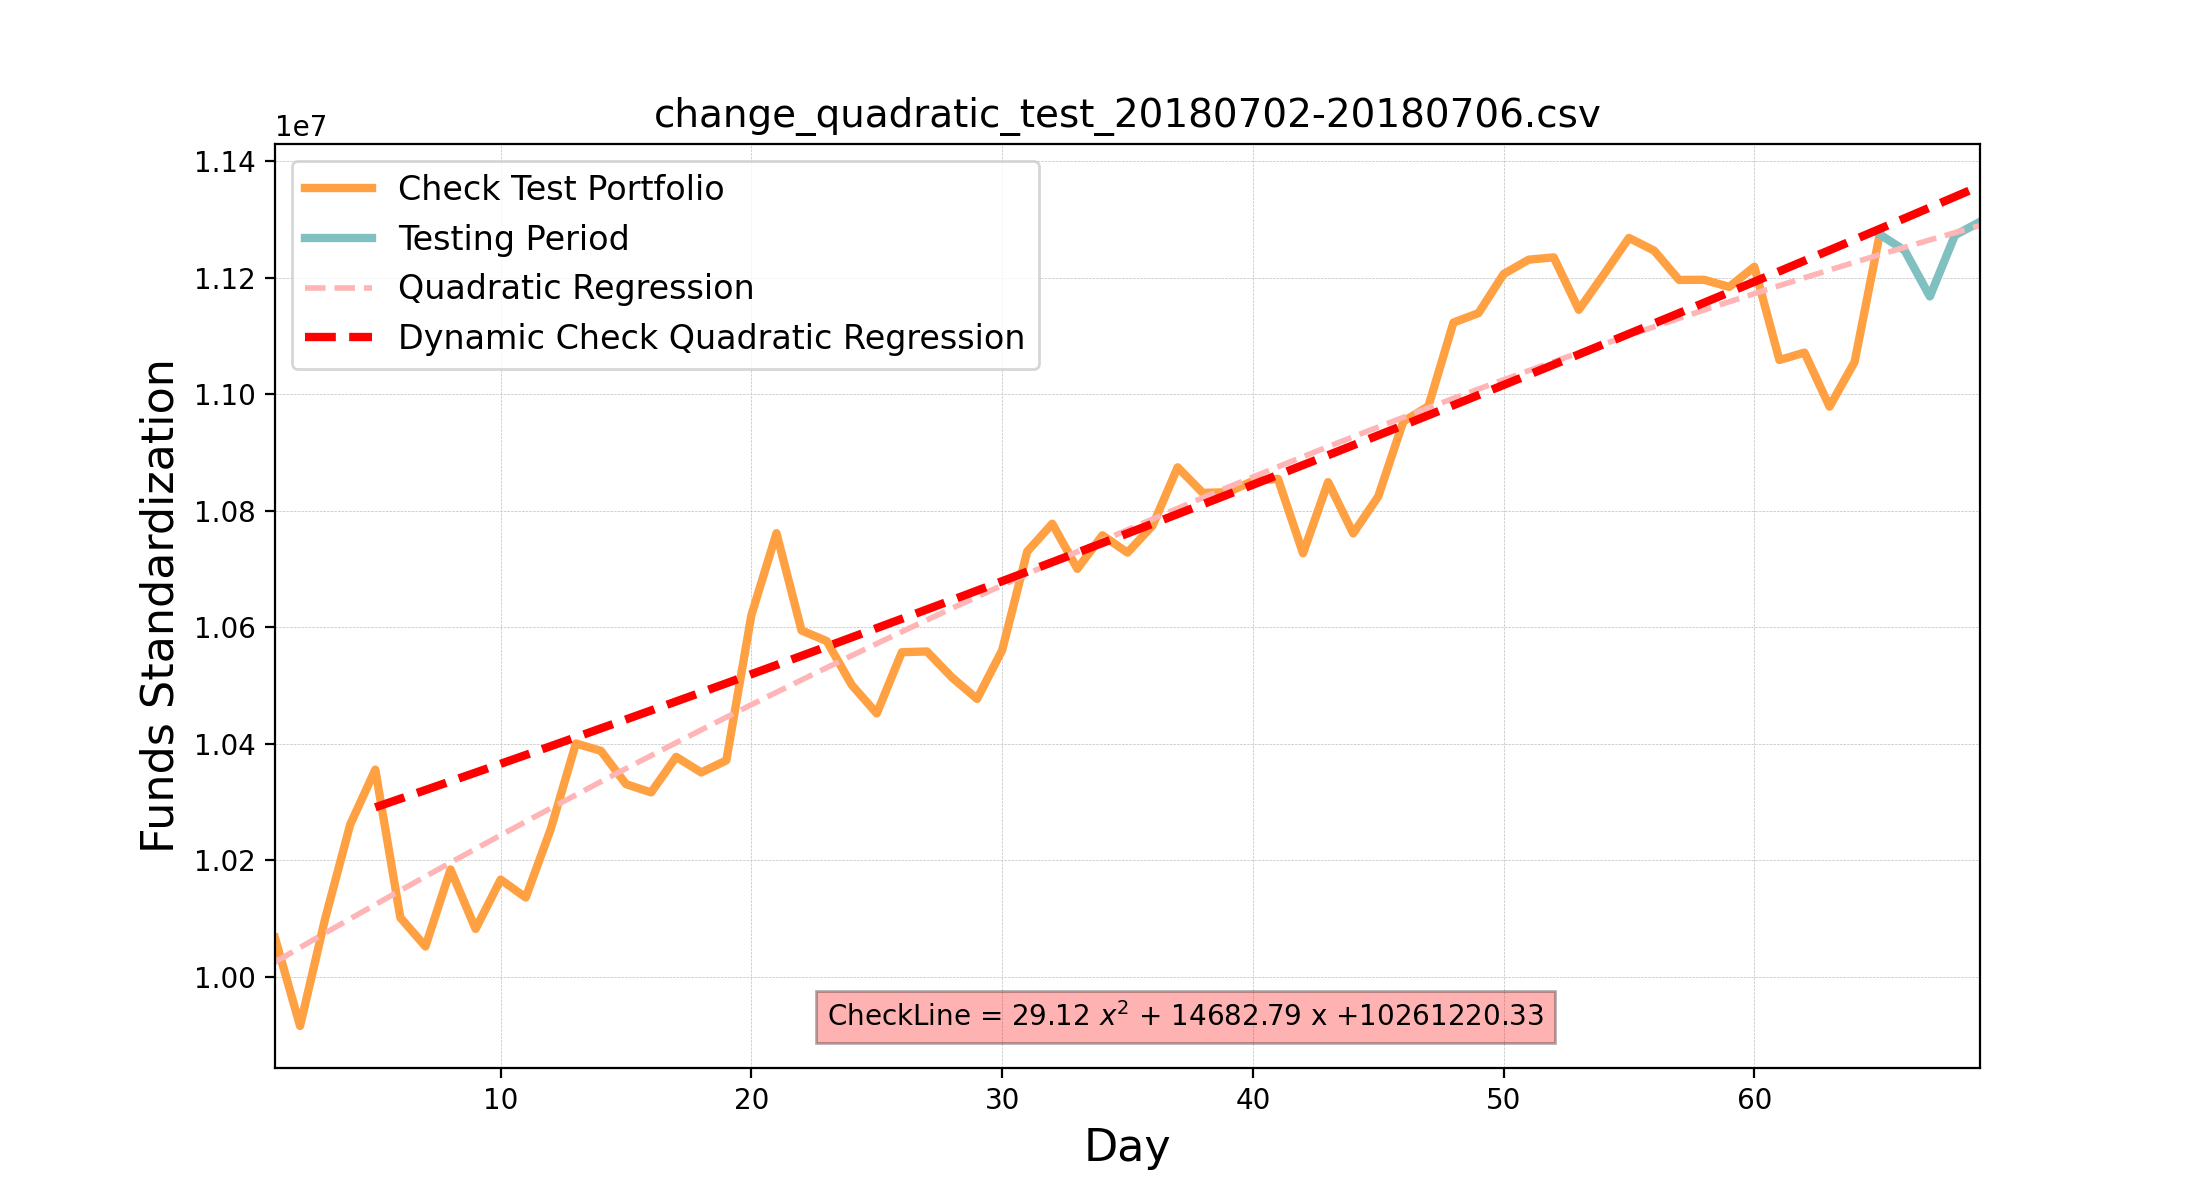 change_quadratic_test_20180702-20180706.csv
1e7
1.14
1.12
1.10
1.08
1.06
1.04
1.02
1.00
Funds Standardization
Check Test Portfolio
Testing Period
Quadratic Regression
Dynamic Check Quadratic Regression
CheckLine = 29.12 x² + 14682.79 x +10261220.33
10 20 30 40 50 60
Day